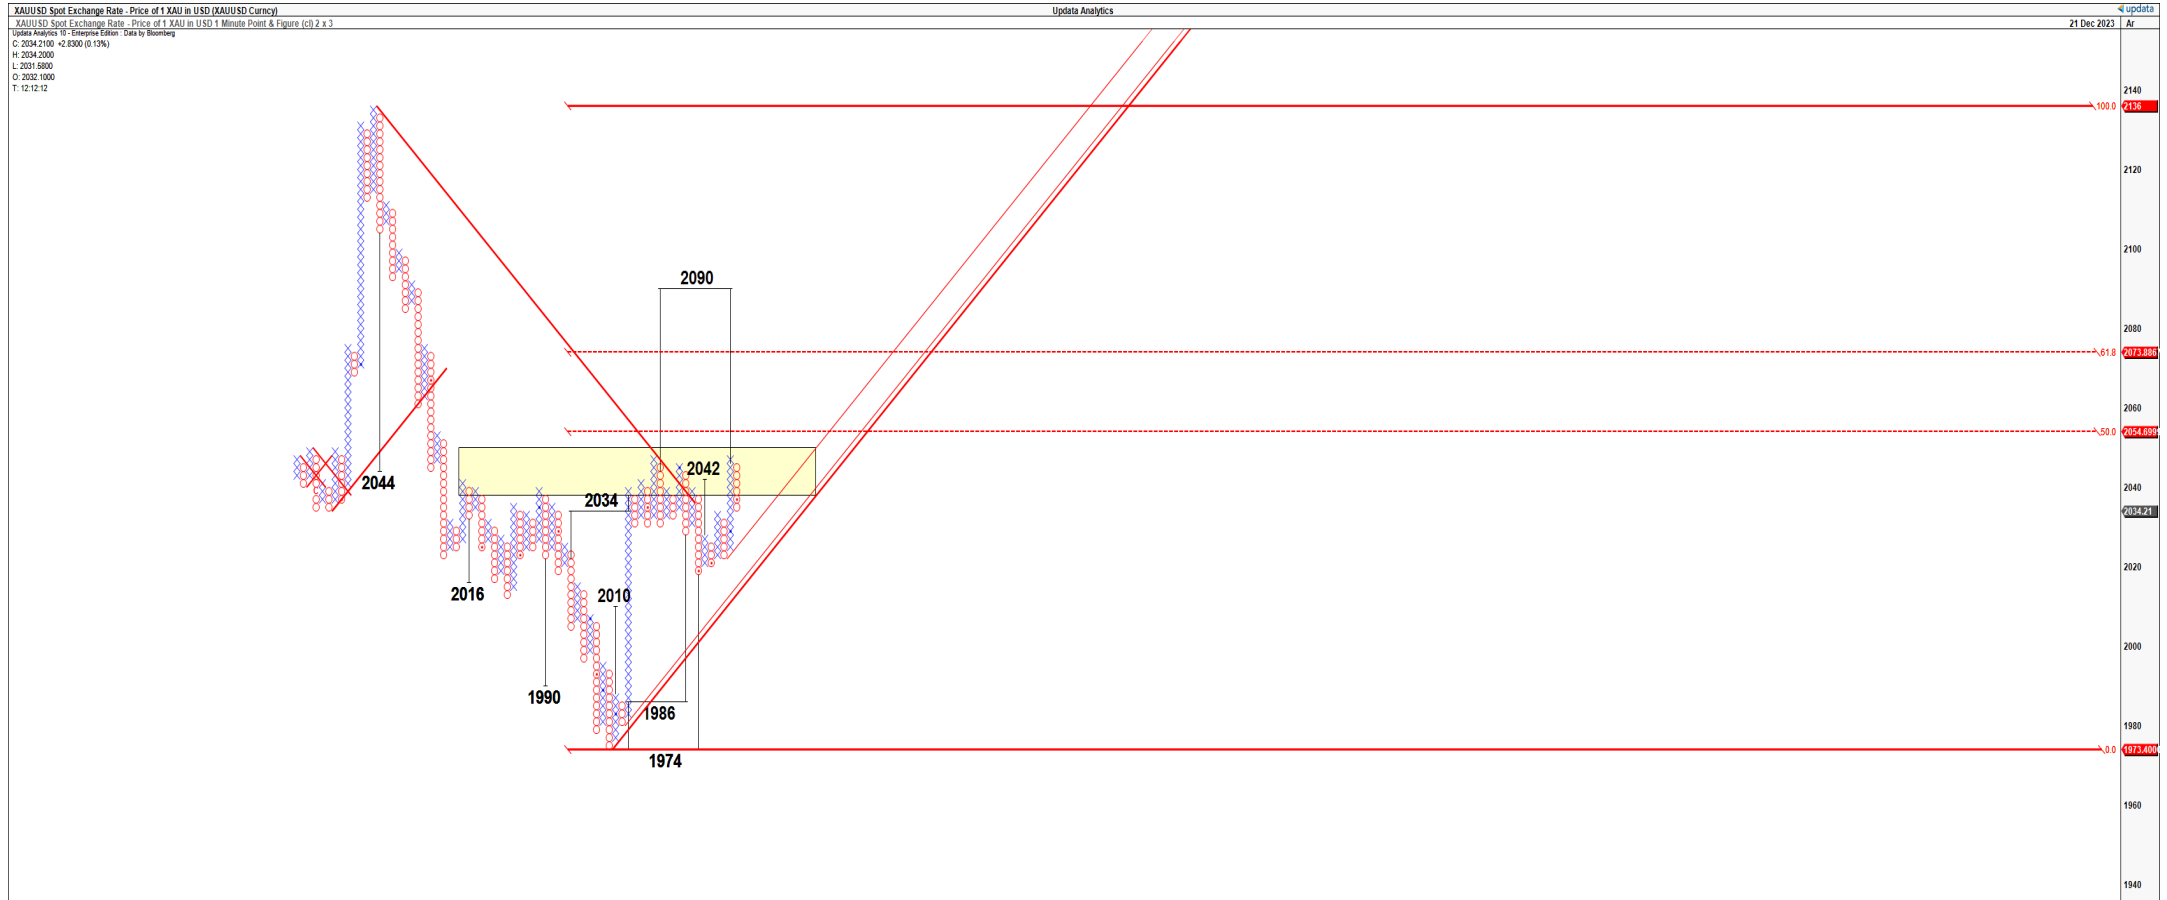 XAUUSD Spot Exchange Rate - Price of 1 XAU in USD (XAUUSD Curncy)
Updata Analytics
updata
XAUUSD Spot Exchange Rate - Price of 1 XAU in USD 1 Minute Point & Figure (cl) 2 x 3
21 Dec 2023
Ar
Updata Analytics 10 - Enterprise Edition : Data by Bloomberg
C: 2034.2100 +2.8300 (0.13%)
H: 2034.2000
L: 2031.5800
O: 2032.1000
T: 12:12:12
2140
100.0
2136
2120
2100
2090
2080
61.8
2073.886
2060
50.0
2054.699
2042
2044
2040
2034
2034.21
2020
2016
2010
2000
1990
1986
1980
1974
0.0
1973.400
1960
1940